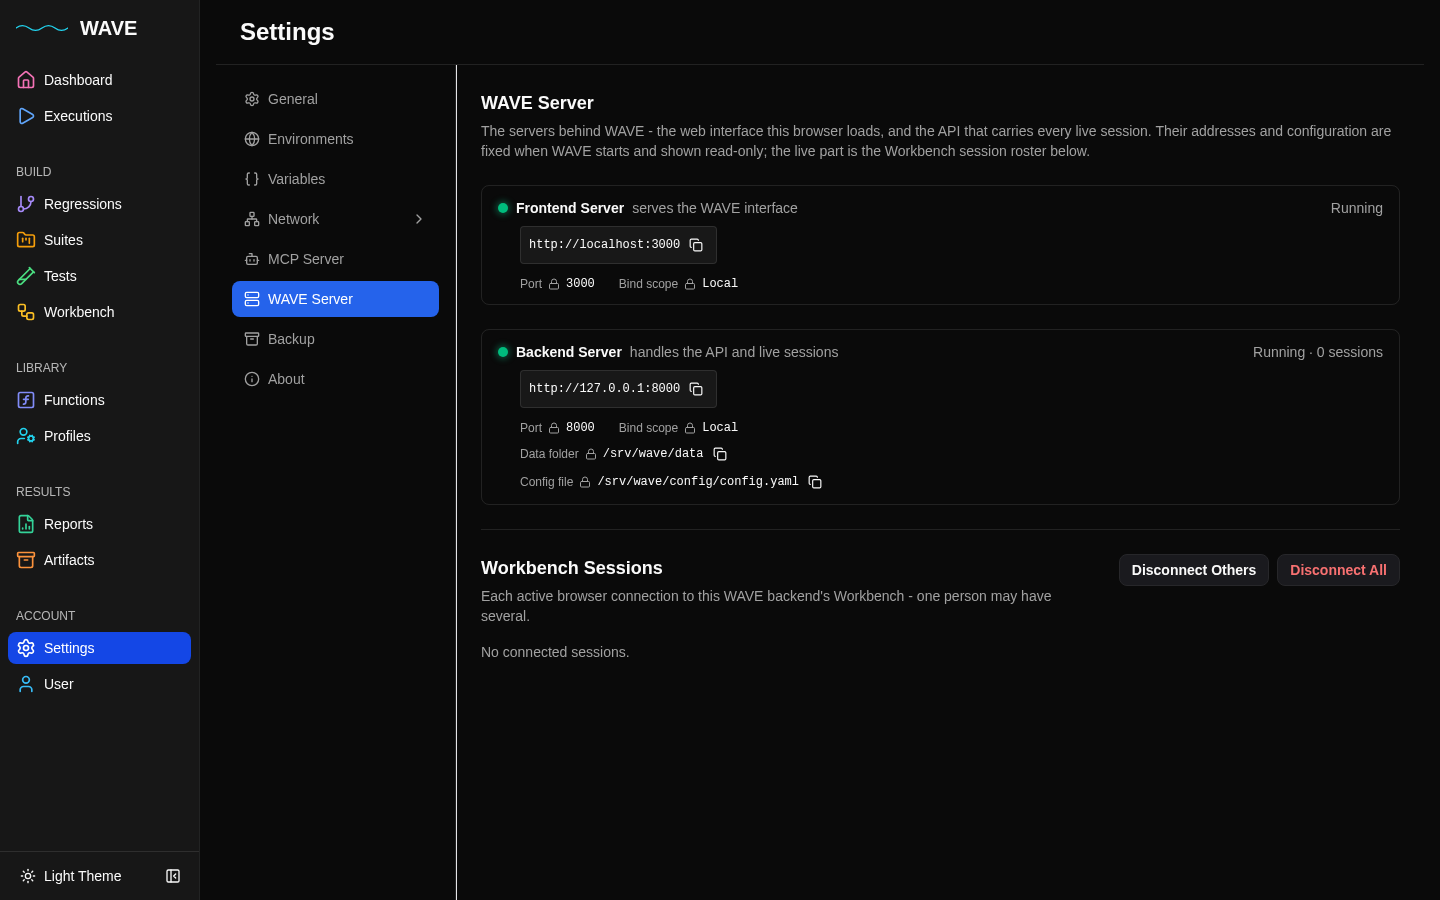 WAVE
Dashboard
Executions
BUILD
Regressions
Suites
Tests
Workbench
LIBRARY
Functions
Profiles
RESULTS
Reports
Artifacts
ACCOUNT
Settings
User
Light Theme
Settings
General
Environments
Variables
Network
MCP Server
WAVE Server
Backup
About
WAVE Server
The servers behind WAVE - the web interface this browser loads, and the API that carries every live session. Their addresses and configuration are
fixed when WAVE starts and shown read-only; the live part is the Workbench session roster below.
Frontend Server serves the WAVE interface Running
http://localhost:3000
Port 3000 Bind scope Local
Backend Server handles the API and live sessions Running · 0 sessions
http://127.0.0.1:8000
Port 8000 Bind scope Local
Data folder /srv/wave/data
Config file /srv/wave/config/config.yaml
Workbench Sessions Disconnect Others Disconnect All
Each active browser connection to this WAVE backend's Workbench - one person may have
several.
No connected sessions.